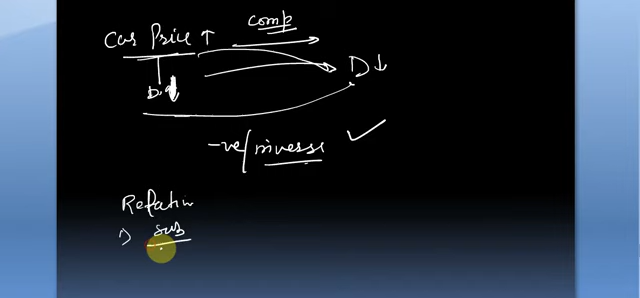 comp
Car Price ↑
D ↓
D ↓
-ve/inverse ✓
Relation
1) sub